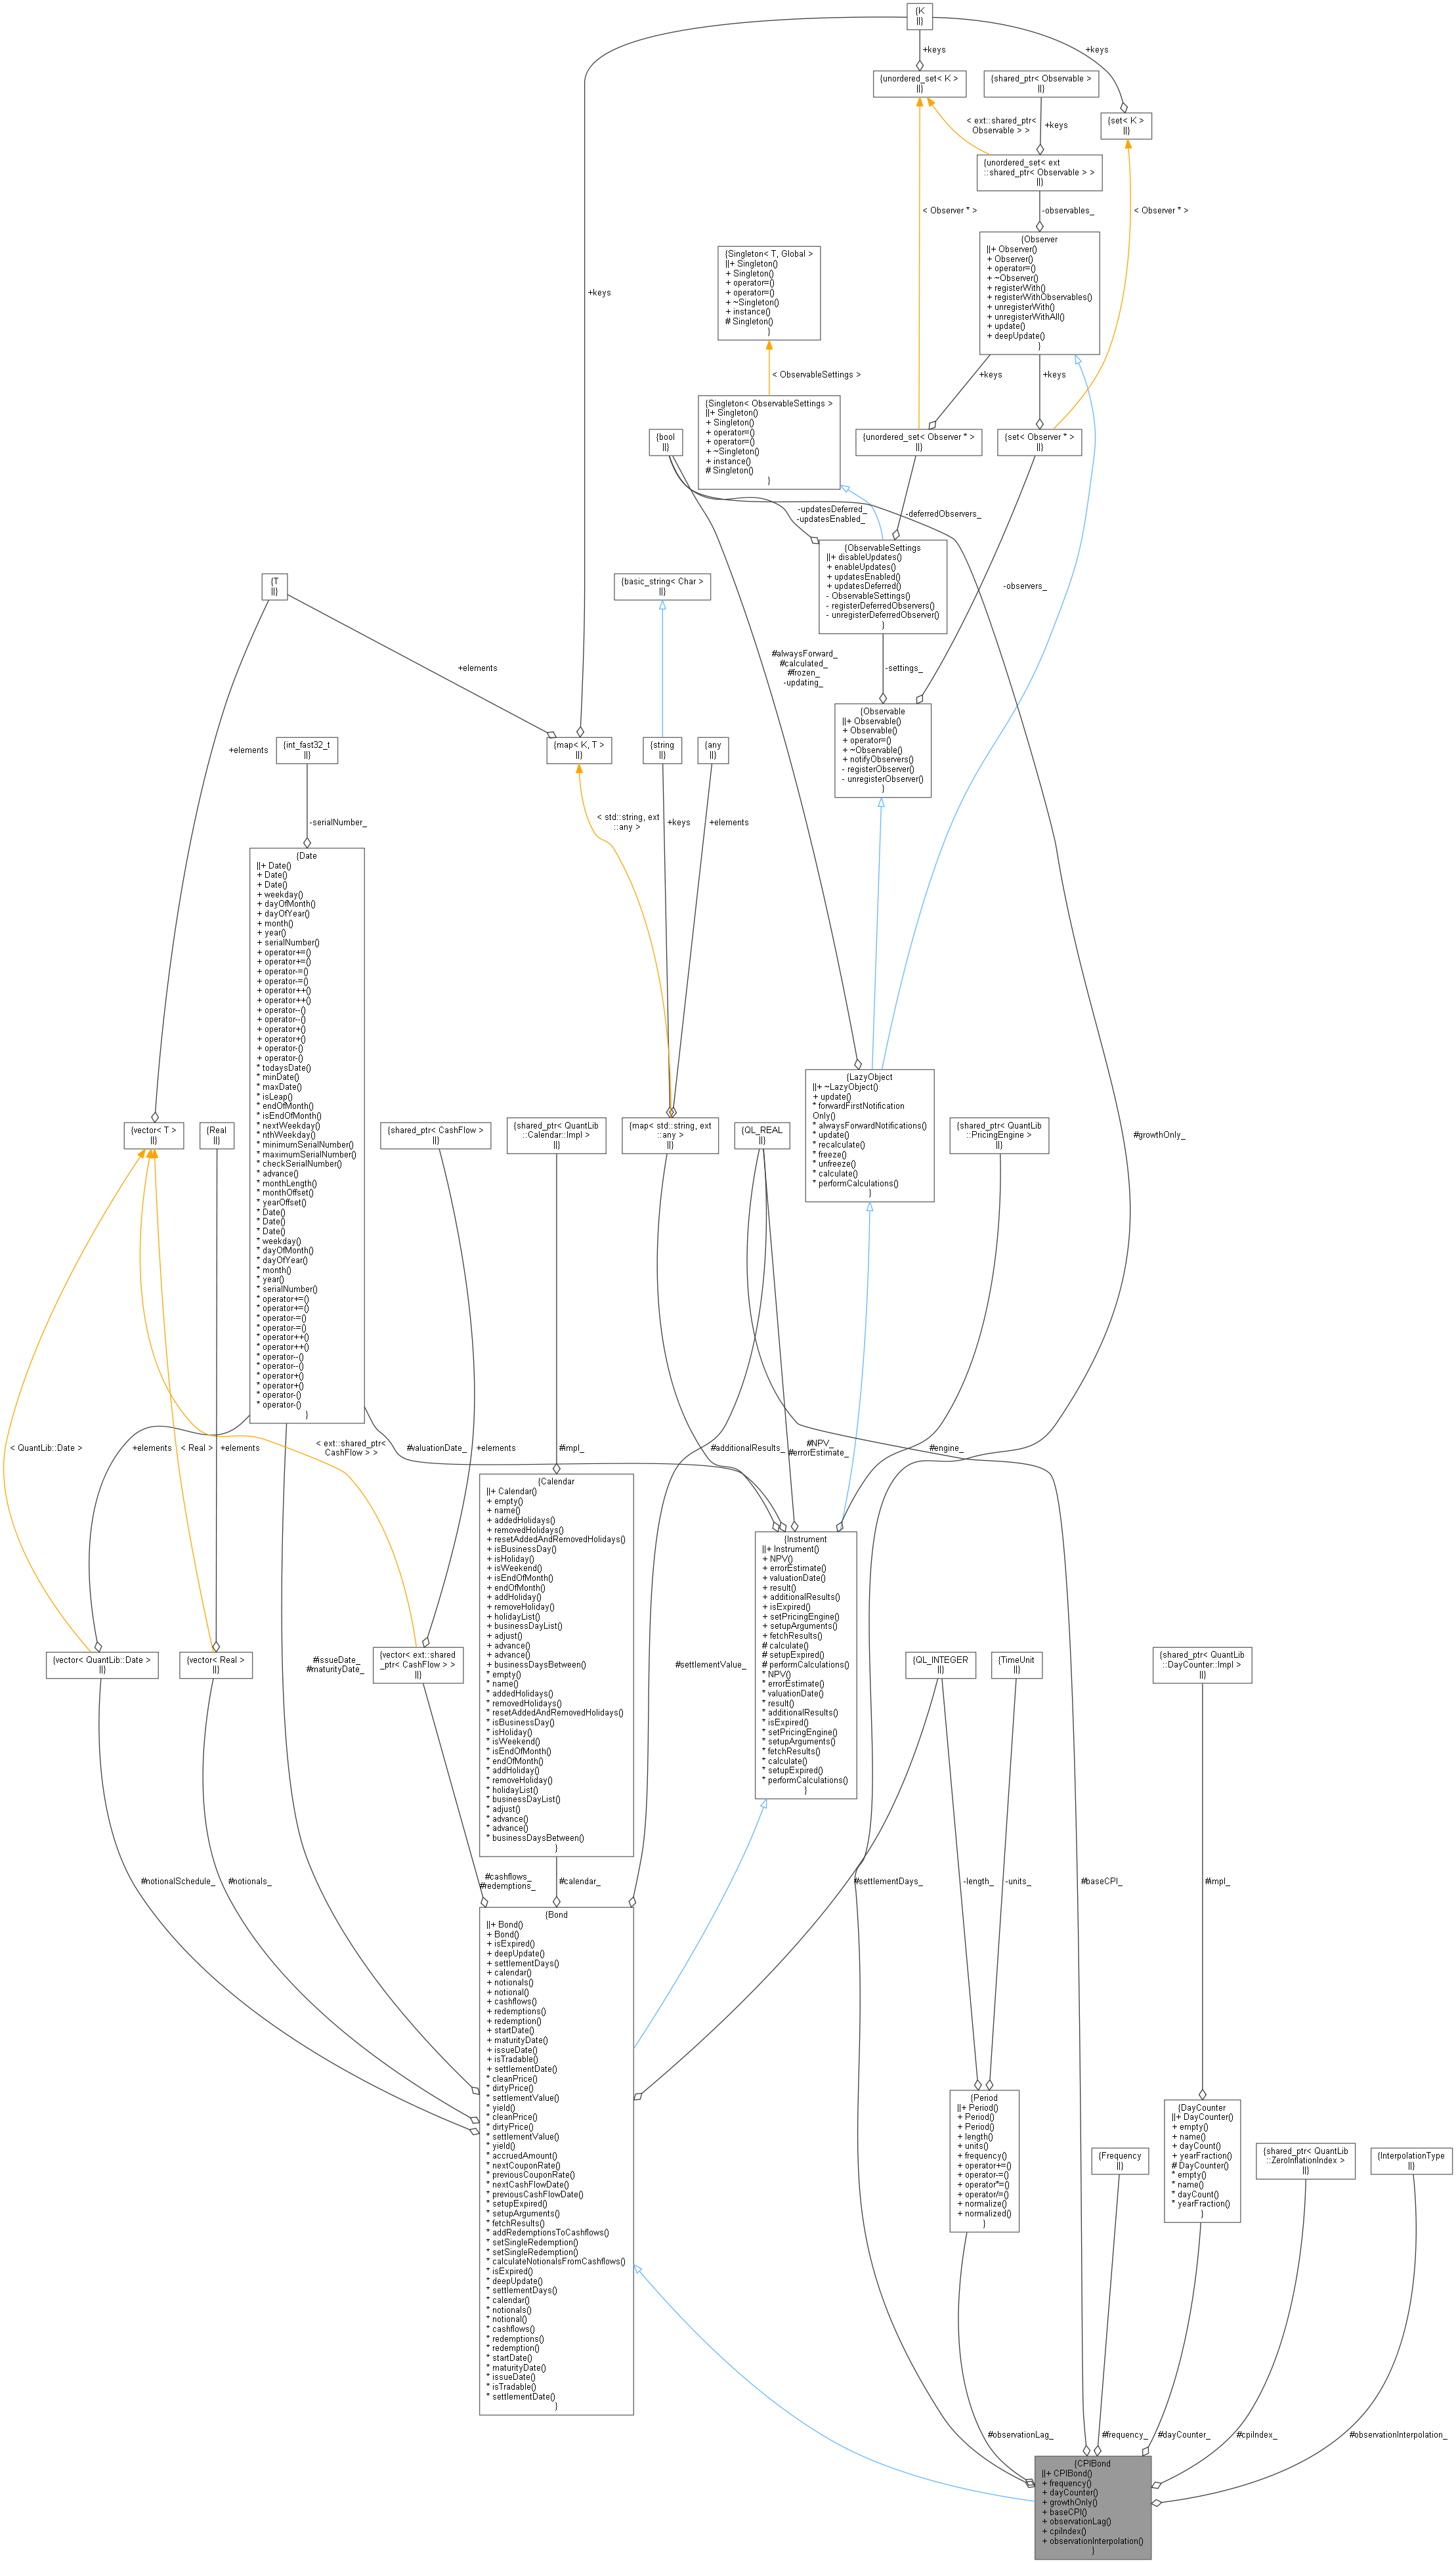 {K
||}
+keys
+keys
{unordered_set< K >
||}
{shared_ptr< Observable >
||}
{set< K >
||}
< ext::shared_ptr<
Observable > >
+keys
{unordered_set< ext
::shared_ptr< Observable > >
||}
< Observer * >
-observables_
< Observer * >
{Observer
||+ Observer()
+ Observer()
+ operator=()
+ ~Observer()
+ registerWith()
+ registerWithObservables()
+ unregisterWith()
+ unregisterWithAll()
+ update()
+ deepUpdate()
}
{Singleton< T, Global >
||+ Singleton()
+ Singleton()
+ operator=()
+ operator=()
+ ~Singleton()
+ instance()
# Singleton()
}
+keys
< ObservableSettings >
+keys
+keys
{Singleton< ObservableSettings >
||+ Singleton()
+ Singleton()
+ operator=()
+ operator=()
+ ~Singleton()
+ instance()
# Singleton()
}
{bool
||}
{unordered_set< Observer * >
||}
{set< Observer * >
||}
-updatesDeferred_
-updatesEnabled_
-deferredObservers_
{ObservableSettings
||+ disableUpdates()
+ enableUpdates()
+ updatesEnabled()
+ updatesDeferred()
- ObservableSettings()
- registerDeferredObservers()
- unregisterDeferredObserver()
}
{T
||}
{basic_string< Char >
||}
-observers_
+elements
#alwaysForward_
#calculated_
#frozen_
-updating_
-settings_
{Observable
||+ Observable()
+ Observable()
+ operator=()
+ ~Observable()
+ notifyObservers()
- registerObserver()
- unregisterObserver()
}
+elements
{int_fast32_t
||}
{map< K, T >
||}
{string
||}
{any
||}
-serialNumber_
< std::string, ext
::any >
+keys
+elements
{Date
||+ Date()
+ Date()
+ Date()
+ weekday()
+ dayOfMonth()
+ dayOfYear()
+ month()
+ year()
+ serialNumber()
+ operator+=()
+ operator+=()
+ operator-=()
+ operator-=()
+ operator++()
+ operator++()
+ operator--()
+ operator--()
+ operator+()
+ operator+()
+ operator-()
+ operator-()
* todaysDate()
* minDate()
* maxDate()
* isLeap()
* endOfMonth()
* isEndOfMonth()
* nextWeekday()
* nthWeekday()
* minimumSerialNumber()
* maximumSerialNumber()
* checkSerialNumber()
* advance()
* monthLength()
* monthOffset()
* yearOffset()
* Date()
* Date()
* Date()
* weekday()
* dayOfMonth()
* dayOfYear()
* month()
* year()
* serialNumber()
* operator+=()
* operator+=()
* operator-=()
* operator-=()
* operator++()
* operator++()
* operator--()
* operator--()
* operator+()
* operator+()
* operator-()
* operator-()
}
{LazyObject
||+ ~LazyObject()
+ update()
* forwardFirstNotification
Only()
* alwaysForwardNotifications()
* update()
* recalculate()
* freeze()
* unfreeze()
* calculate()
* performCalculations()
}
{vector< T >
||}
{Real
||}
{shared_ptr< CashFlow >
||}
{shared_ptr< QuantLib
::Calendar::Impl >
||}
{map< std::string, ext
::any >
||}
{QL_REAL
||}
{shared_ptr< QuantLib
::PricingEngine >
||}
#growthOnly_
< QuantLib::Date >
+elements
< Real >
+elements
< ext::shared_ptr<
CashFlow > >
#valuationDate_
+elements
#impl_
#additionalResults_
#NPV_
#errorEstimate_
#engine_
{Calendar
||+ Calendar()
+ empty()
+ name()
+ addedHolidays()
+ removedHolidays()
+ resetAddedAndRemovedHolidays()
+ isBusinessDay()
+ isHoliday()
+ isWeekend()
+ isEndOfMonth()
+ endOfMonth()
+ addHoliday()
+ removeHoliday()
+ holidayList()
+ businessDayList()
+ adjust()
+ advance()
+ advance()
+ businessDaysBetween()
* empty()
* name()
* addedHolidays()
* removedHolidays()
* resetAddedAndRemovedHolidays()
* isBusinessDay()
* isHoliday()
* isWeekend()
* isEndOfMonth()
* endOfMonth()
* addHoliday()
* removeHoliday()
* holidayList()
* businessDayList()
* adjust()
* advance()
* advance()
* businessDaysBetween()
}
{Instrument
||+ Instrument()
+ NPV()
+ errorEstimate()
+ valuationDate()
+ result()
+ additionalResults()
+ isExpired()
+ setPricingEngine()
+ setupArguments()
+ fetchResults()
# calculate()
# setupExpired()
# performCalculations()
* NPV()
* errorEstimate()
* valuationDate()
* result()
* additionalResults()
* isExpired()
* setPricingEngine()
* setupArguments()
* fetchResults()
* calculate()
* setupExpired()
* performCalculations()
}
{vector< QuantLib::Date >
||}
{vector< Real >
||}
#issueDate_
#maturityDate_
{vector< ext::shared
_ptr< CashFlow > >
||}
#settlementValue_
{QL_INTEGER
||}
{TimeUnit
||}
{shared_ptr< QuantLib
::DayCounter::Impl >
||}
#notionalSchedule_
#notionals_
#cashflows_
#redemptions_
#calendar_
#settlementDays_
-length_
-units_
#baseCPI_
#impl_
{Bond
||+ Bond()
+ Bond()
+ isExpired()
+ deepUpdate()
+ settlementDays()
+ calendar()
+ notionals()
+ notional()
+ cashflows()
+ redemptions()
+ redemption()
+ startDate()
+ maturityDate()
+ issueDate()
+ isTradable()
+ settlementDate()
* cleanPrice()
* dirtyPrice()
* settlementValue()
* yield()
* cleanPrice()
* dirtyPrice()
* settlementValue()
* yield()
* accruedAmount()
* nextCouponRate()
* previousCouponRate()
* nextCashFlowDate()
* previousCashFlowDate()
* setupExpired()
* setupArguments()
* fetchResults()
* addRedemptionsToCashflows()
* setSingleRedemption()
* setSingleRedemption()
* calculateNotionalsFromCashflows()
* isExpired()
* deepUpdate()
* settlementDays()
* calendar()
* notionals()
* notional()
* cashflows()
* redemptions()
* redemption()
* startDate()
* maturityDate()
* issueDate()
* isTradable()
* settlementDate()
}
{Period
||+ Period()
+ Period()
+ Period()
+ length()
+ units()
+ frequency()
+ operator+=()
+ operator-=()
+ operator*=()
+ operator/=()
+ normalize()
+ normalized()
}
{Frequency
||}
{DayCounter
||+ DayCounter()
+ empty()
+ name()
+ dayCount()
+ yearFraction()
# DayCounter()
* empty()
* name()
* dayCount()
* yearFraction()
}
{shared_ptr< QuantLib
::ZeroInflationIndex >
||}
{InterpolationType
||}
#observationLag_
#frequency_
#dayCounter_
#cpiIndex_
#observationInterpolation_
{CPIBond
||+ CPIBond()
+ frequency()
+ dayCounter()
+ growthOnly()
+ baseCPI()
+ observationLag()
+ cpiIndex()
+ observationInterpolation()
}